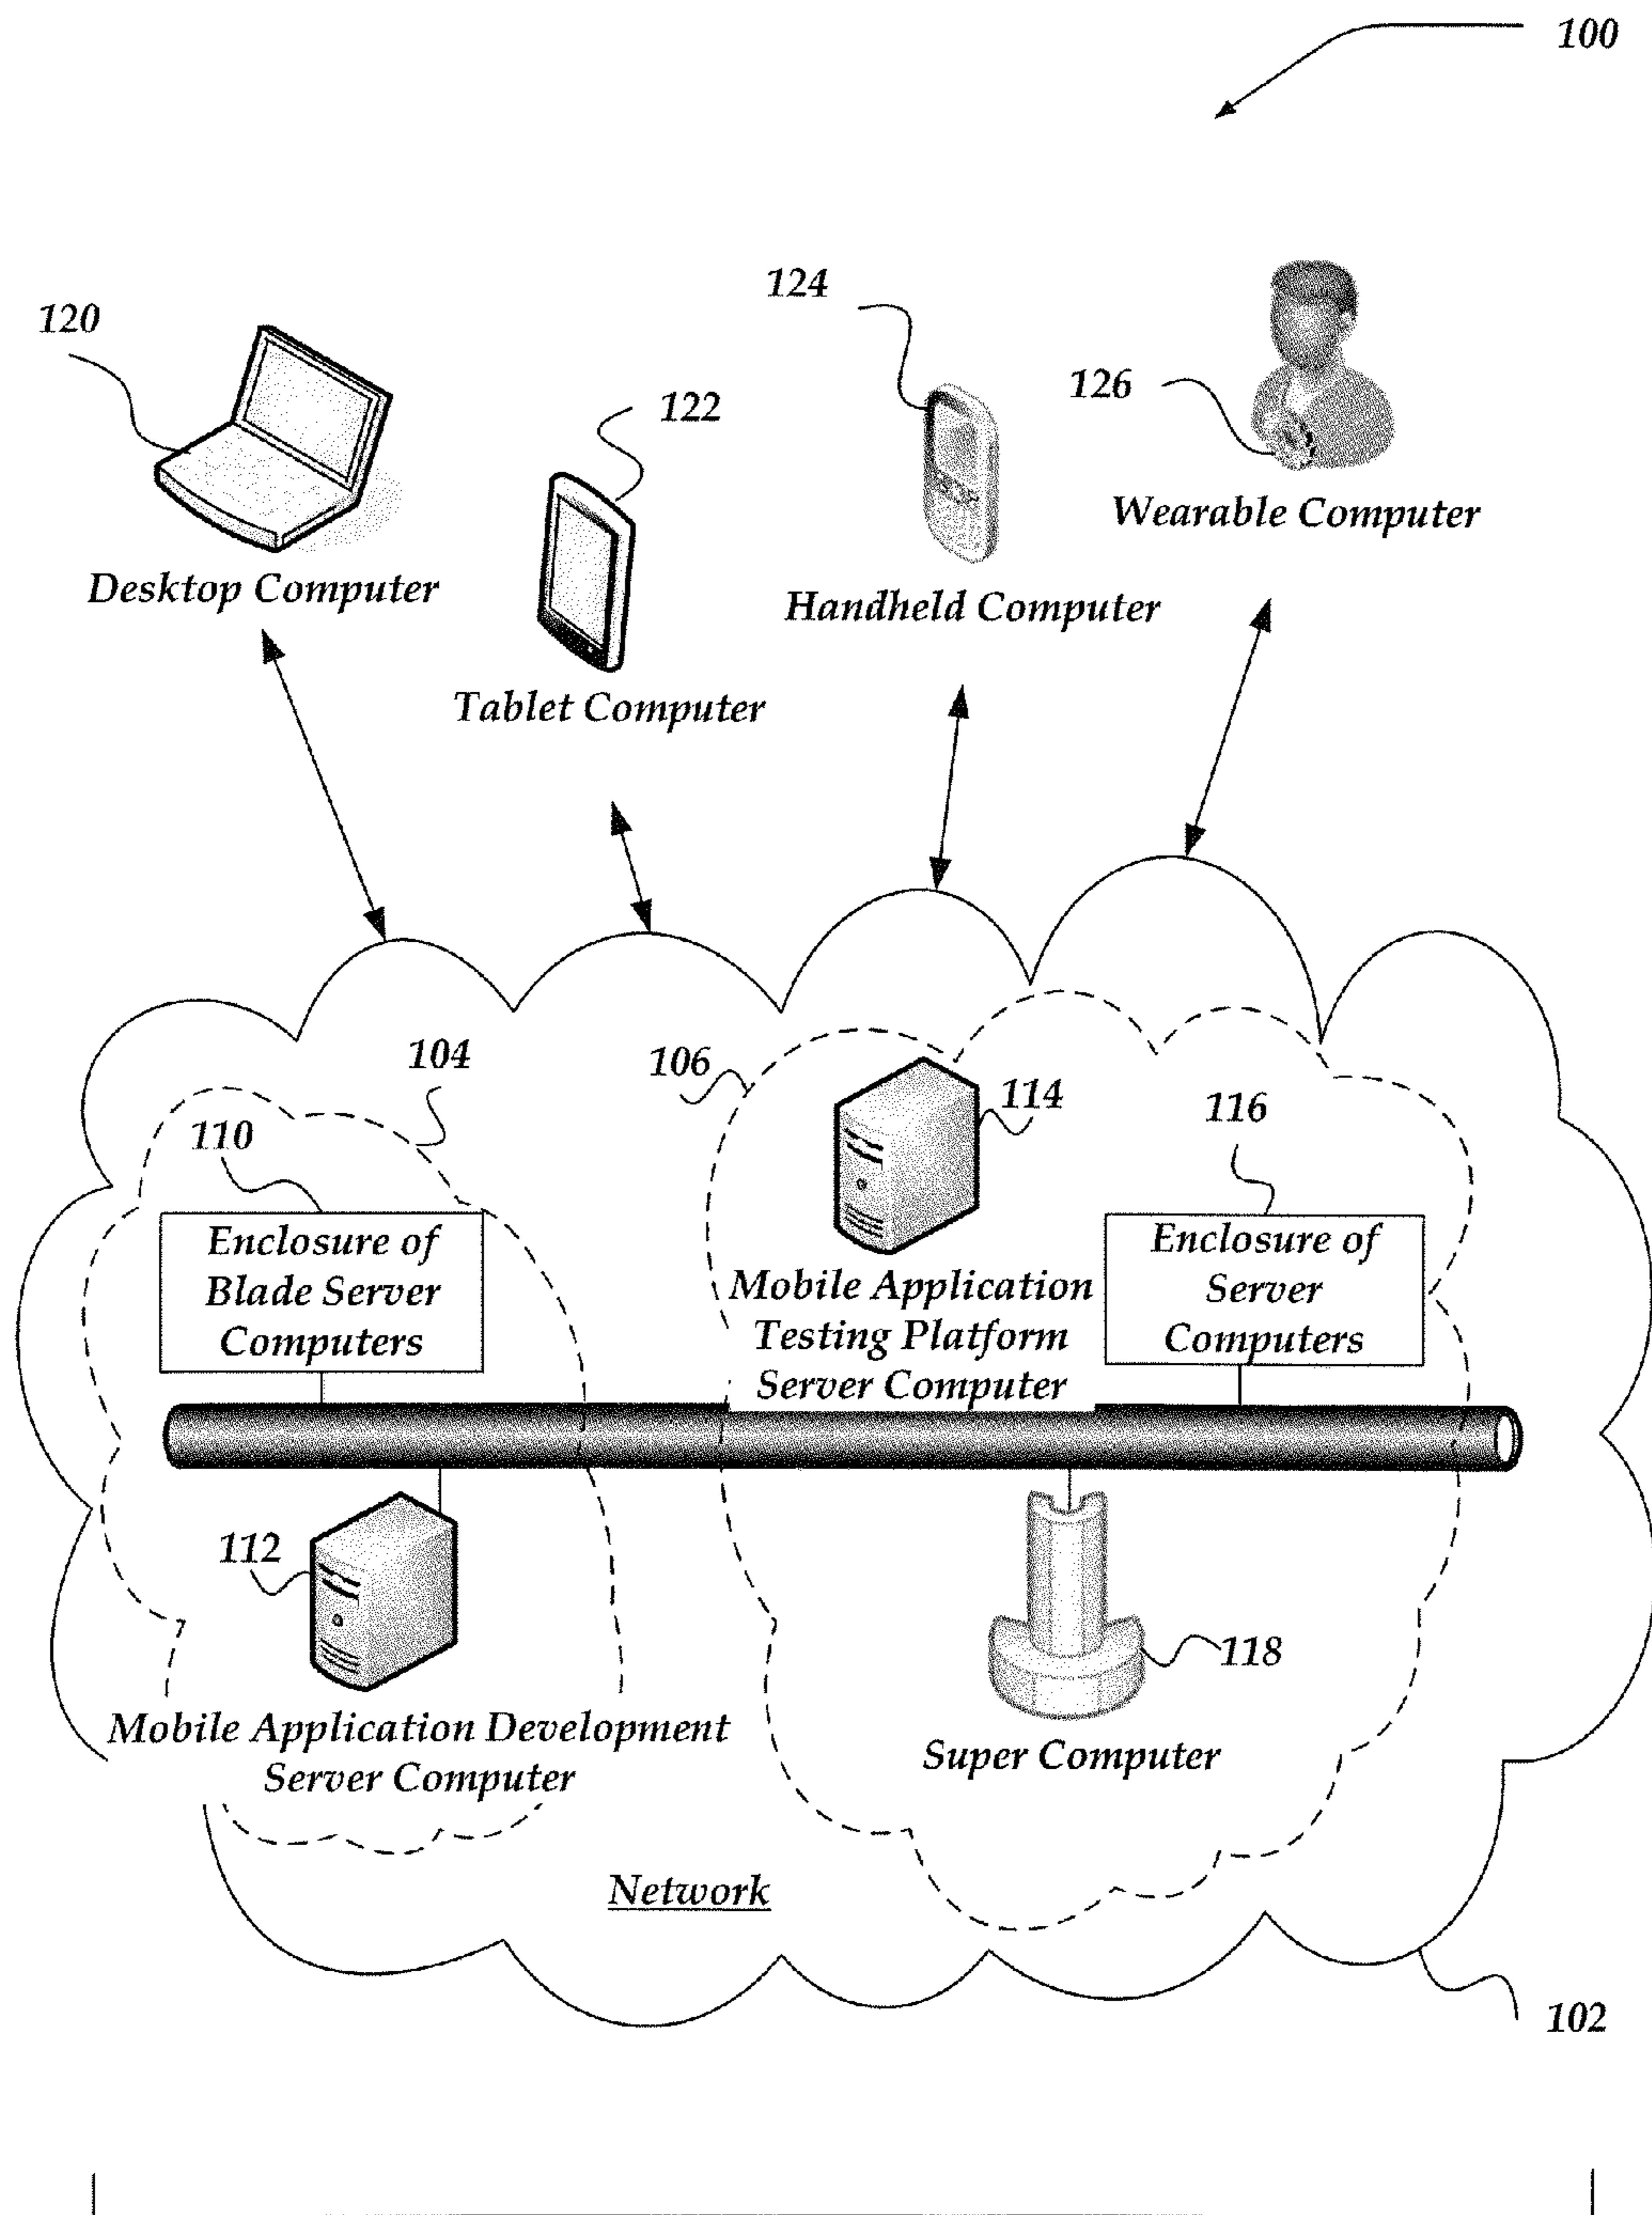 100
124
120
126
122
Wearable Computer
Desktop Computer
Handheld Computer
Tablet Computer
104
106
114
116
110
Enclosure of
Blade Server
Computers
Enclosure of
Server
Computers
Mobile Application
Testing Platform
Server Computer
112
118
Mobile Application Development
Server Computer
Super Computer
Network
102